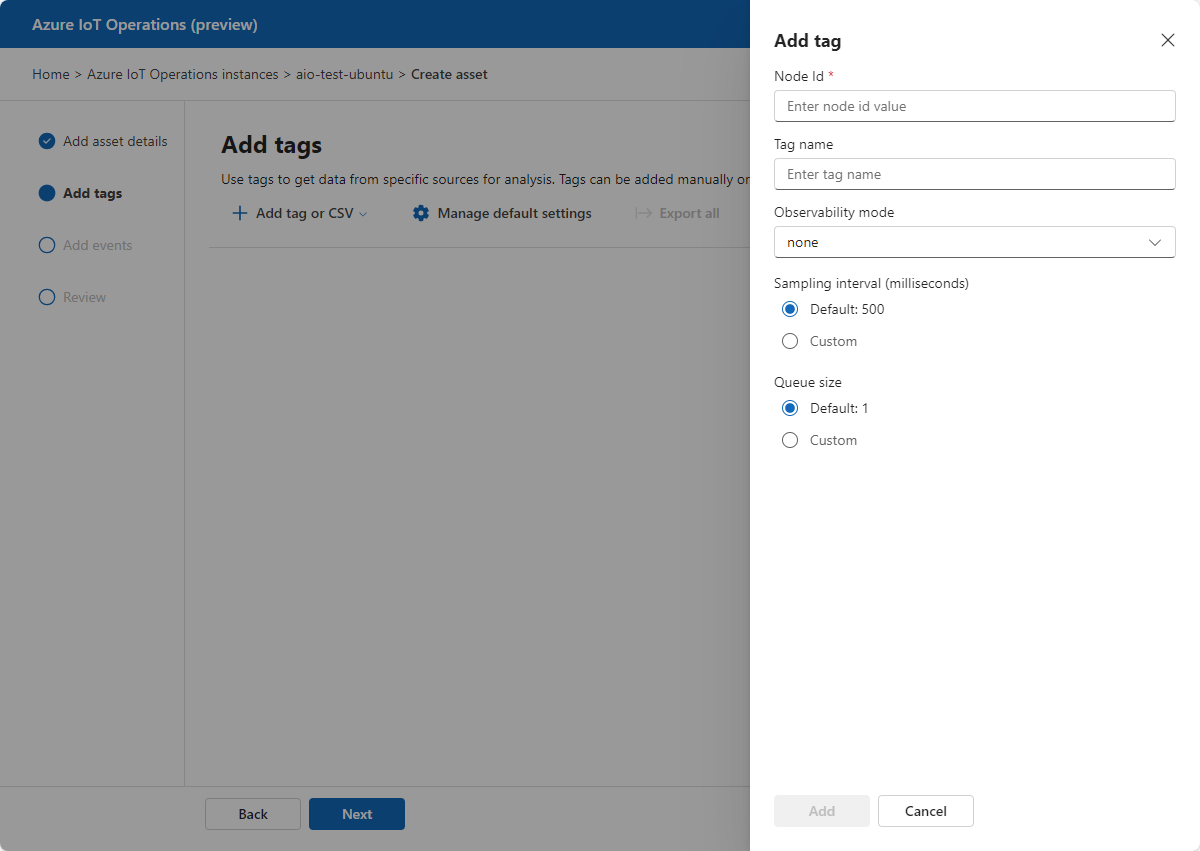 Azure IoT Operations (preview)
Home > Azure IoT Operations instances > aio-test-ubuntu > Create asset
Add asset details
Add tags
Add events
Review
Add tags
Use tags to get data from specific sources for analysis. Tags can be added manually or
Add tag or CSV
Manage default settings
Export all
Back
Next
Add tag
Node Id *
Enter node id value
Tag name
Enter tag name
Observability mode
none
Sampling interval (milliseconds)
Default: 500
Custom
Queue size
Default: 1
Custom
Add
Cancel